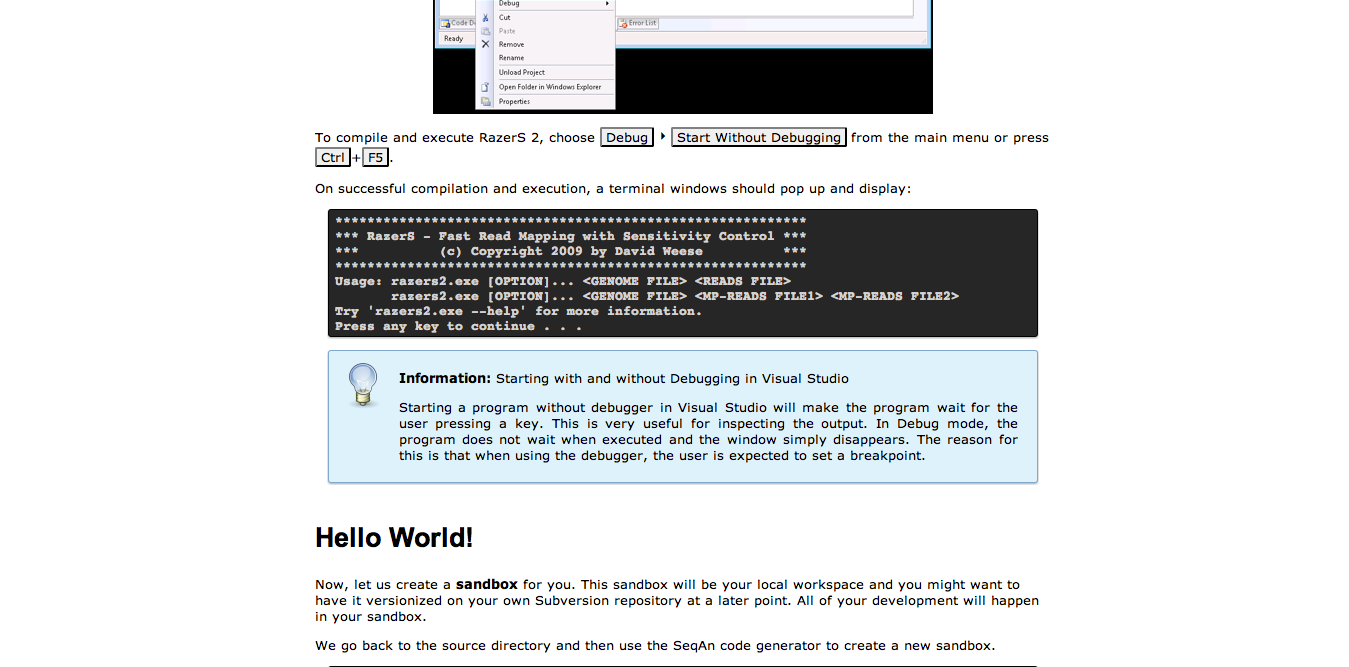 Debug
Code De
Cut
Error List
Paste
Ready
Remove
Rename
Unload Project
Open Folder in Windows Explorer
Properties
To compile and execute RazerS 2, choose Debug ‣ Start Without Debugging from the main menu or press
Ctrl+F5.
On successful compilation and execution, a terminal windows should pop up and display:
***********************************************************
*** RazerS - Fast Read Mapping with Sensitivity Control ***
***          (c) Copyright 2009 by David Weese          ***
***********************************************************
Usage: razers2.exe [OPTION]... <GENOME FILE> <READS FILE>
       razers2.exe [OPTION]... <GENOME FILE> <MP-READS FILE1> <MP-READS FILE2>
Try 'razers2.exe --help' for more information.
Press any key to continue . . .
Information: Starting with and without Debugging in Visual Studio
Starting a program without debugger in Visual Studio will make the program wait for the
user pressing a key. This is very useful for inspecting the output. In Debug mode, the
program does not wait when executed and the window simply disappears. The reason for
this is that when using the debugger, the user is expected to set a breakpoint.
Hello World!
Now, let us create a sandbox for you. This sandbox will be your local workspace and you might want to
have it versionized on your own Subversion repository at a later point. All of your development will happen
in your sandbox.
We go back to the source directory and then use the SeqAn code generator to create a new sandbox.